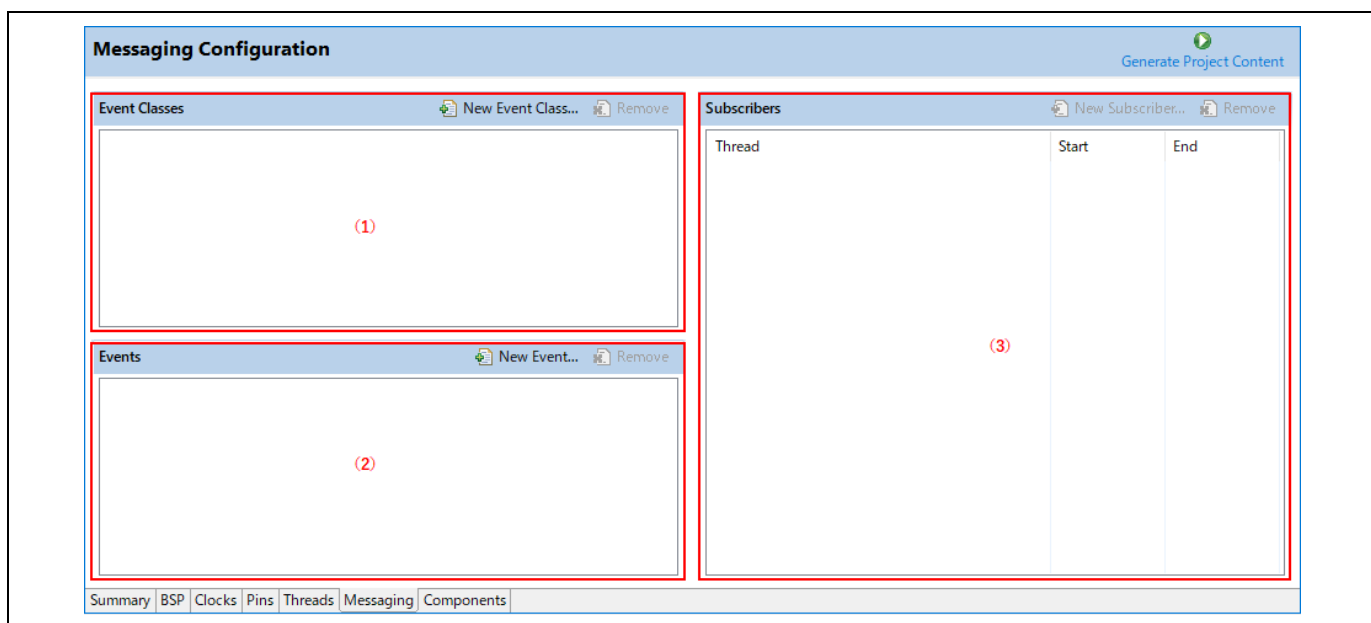 Messaging Configuration
Generate Project Content
Event Classes New Event Class... Remove
(1)
Events New Event... Remove
(2)
Subscribers New Subscriber... Remove
Thread Start End
(3)
Summary BSP Clocks Pins Threads Messaging Components